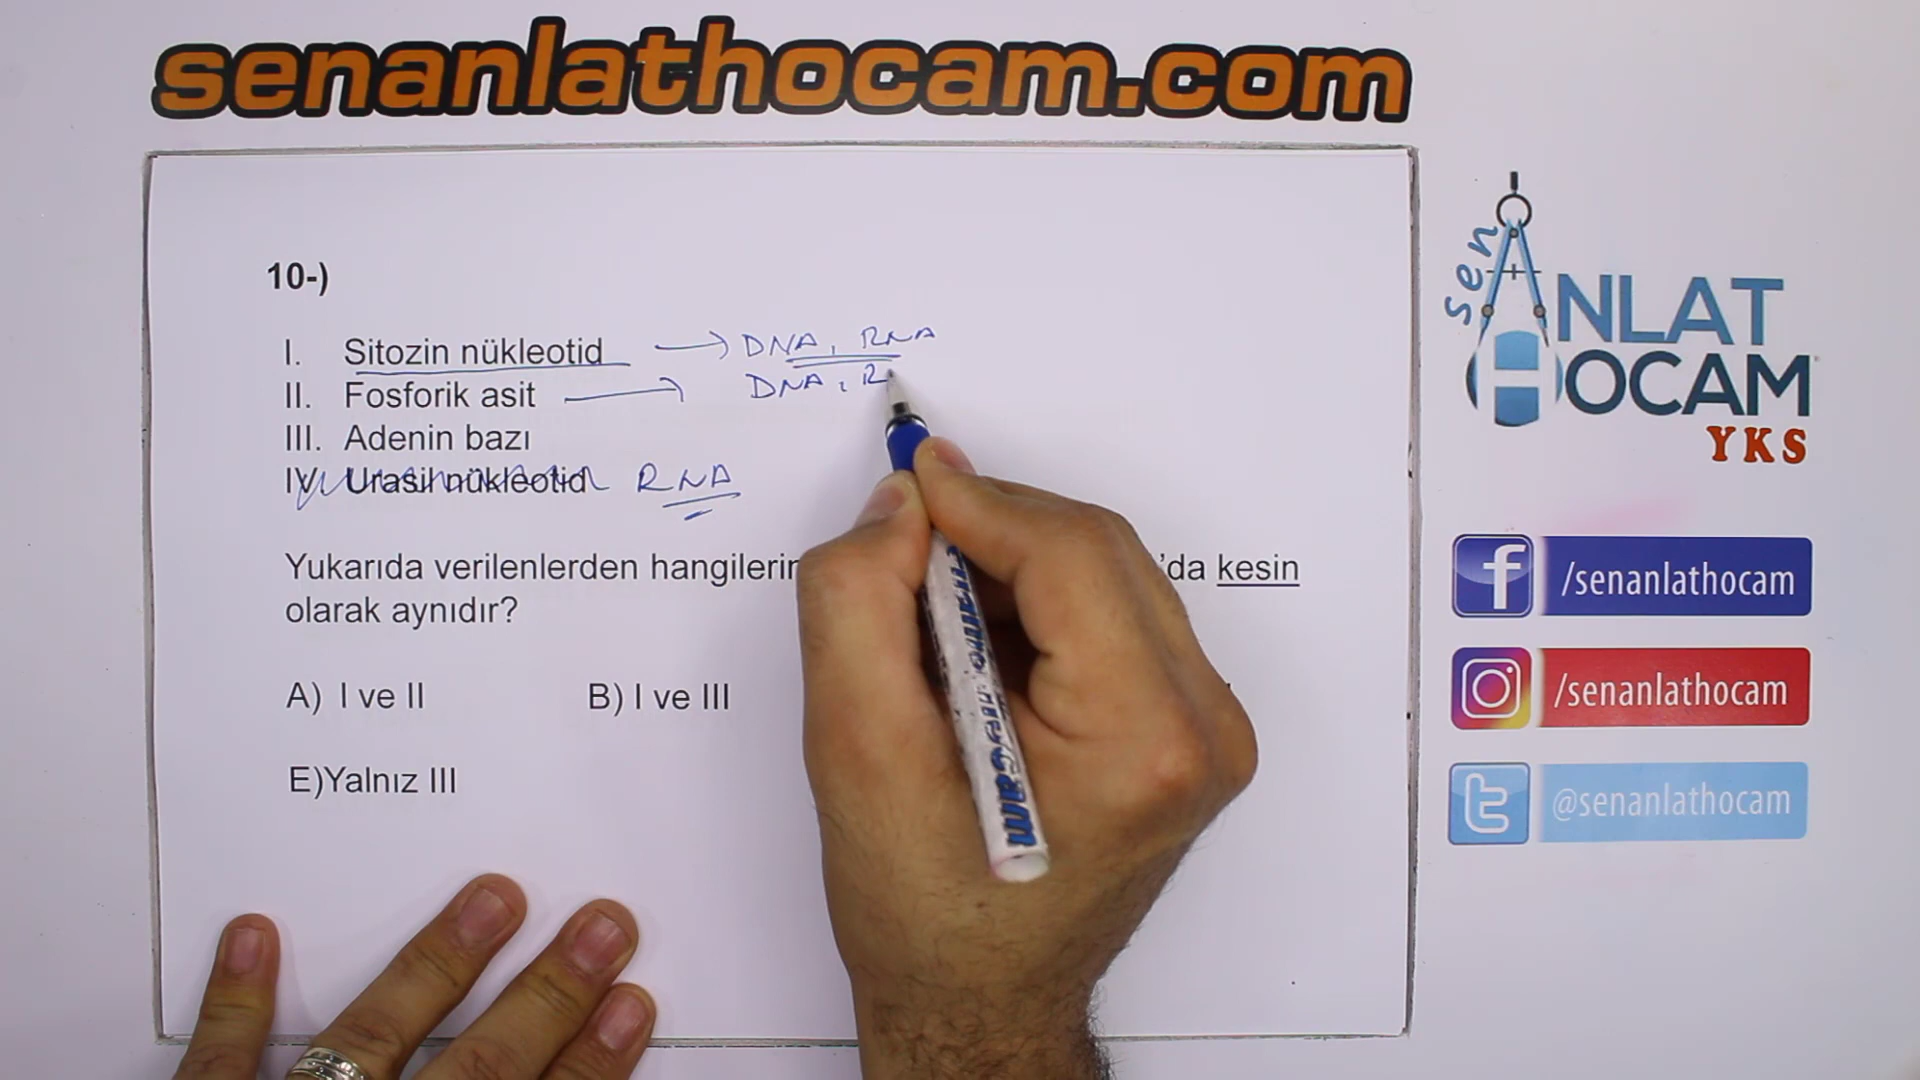 senanlathocam.com
10-)
I. Sitozin nükleotid → DNA, RNA
II. Fosforik asit → DNA, R
III. Adenin bazı
IV. Urasil nükleotid RNA
Yukarıda verilenlerden hangilerin 'da kesin
olarak aynıdır?
A) I ve II B) I ve III
E)Yalnız III
sen
ANLAT
HOCAM
YKS
f /senanlathocam
/senanlathocam
t @senanlathocam